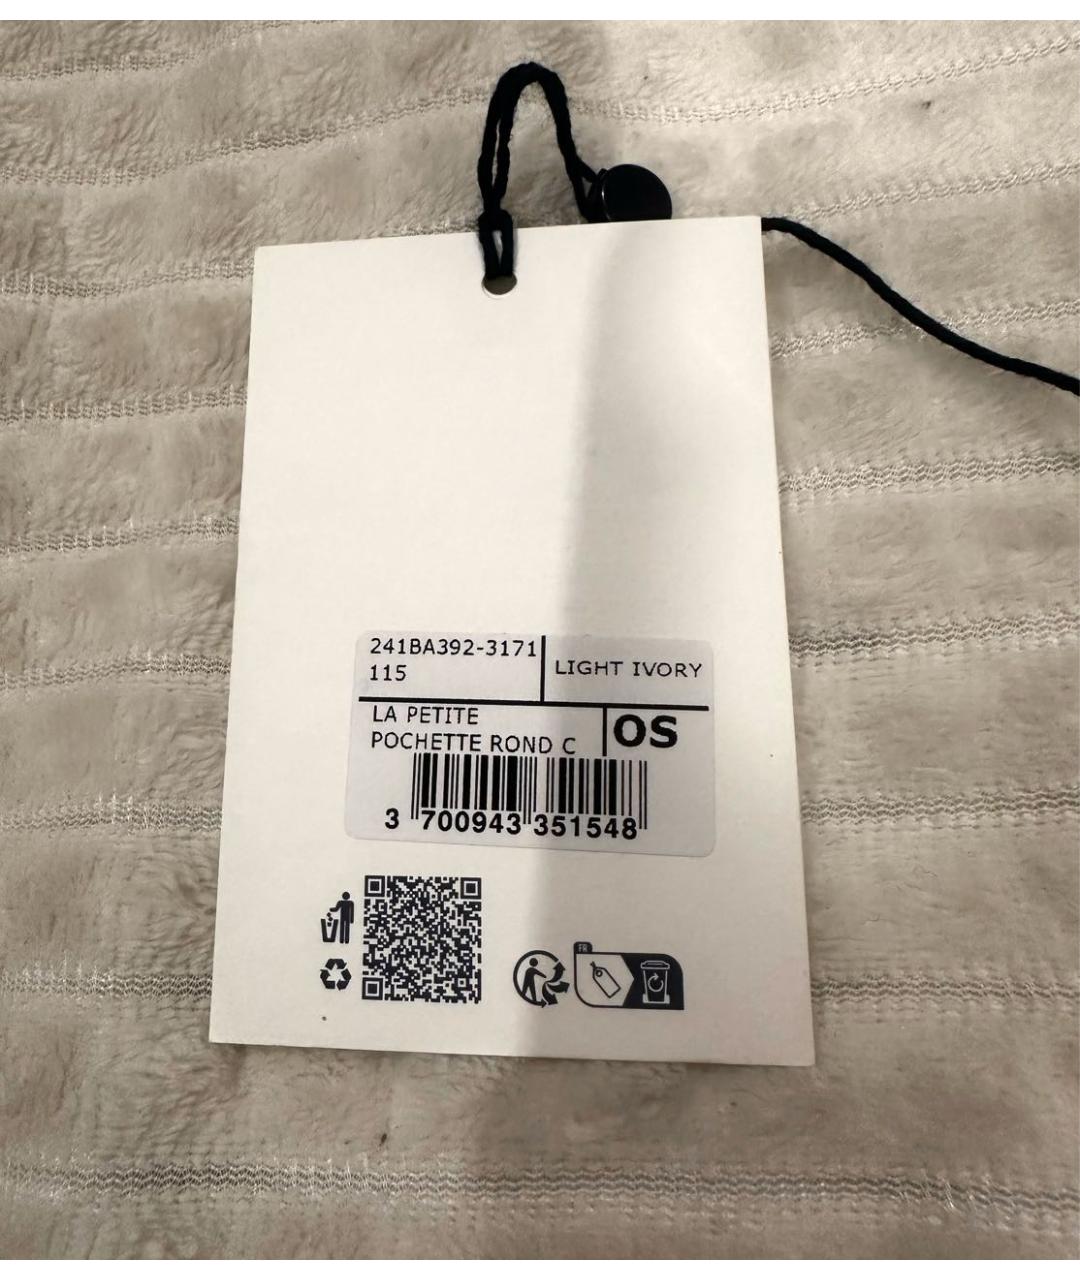 241BA392-3171
115
LIGHT IVORY
LA PETITE
POCHETTE ROND C
OS
3 700943 351548
FR